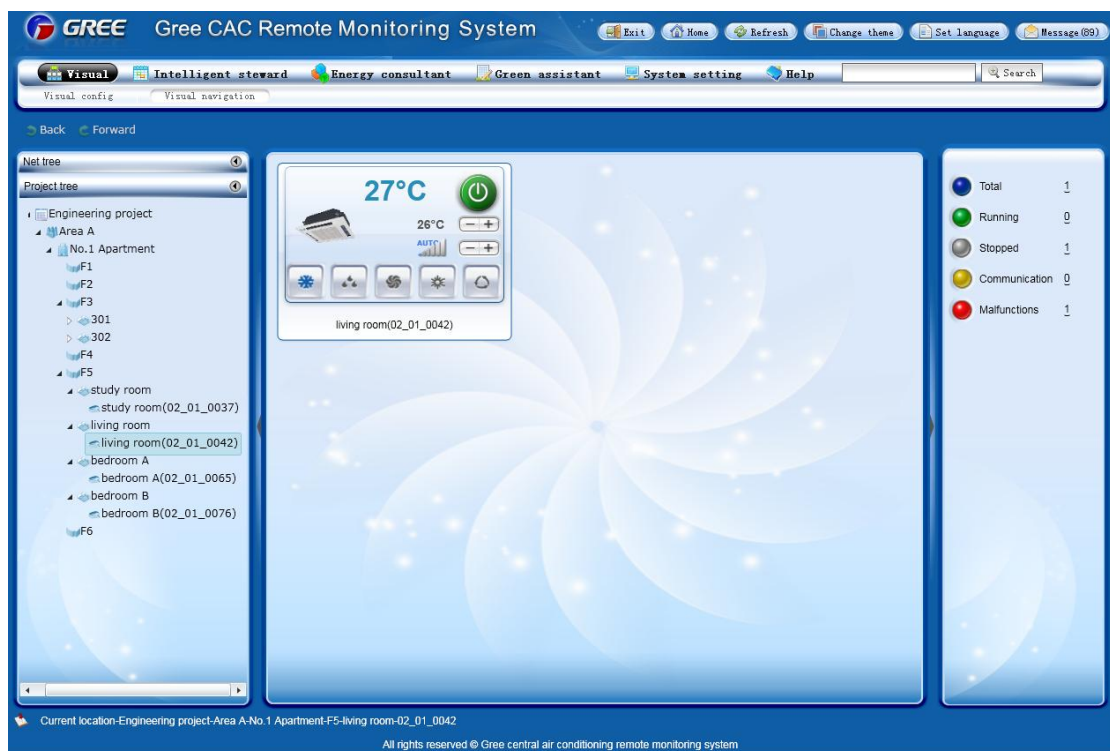 GREE Gree CAC Remote Monitoring System Exit Home Refresh Change theme Set language Message(89)
Visual Intelligent steward Energy consultant Green assistant System setting Help Search
Visual config Visual navigation
Back Forward
Net tree
Project tree
Engineering project
Area A
No.1 Apartment
F1
F2
F3
301
302
F4
F5
study room
study room(02_01_0037)
living room
living room(02_01_0042)
bedroom A
bedroom A(02_01_0065)
bedroom B
bedroom B(02_01_0076)
F6
27°C
26°C
AUTO
living room(02_01_0042)
Total 1
Running 0
Stopped 1
Communication 0
Malfunctions 1
Current location-Engineering project-Area A-No.1 Apartment-F5-living room-02_01_0042
All rights reserved © Gree central air conditioning remote monitoring system